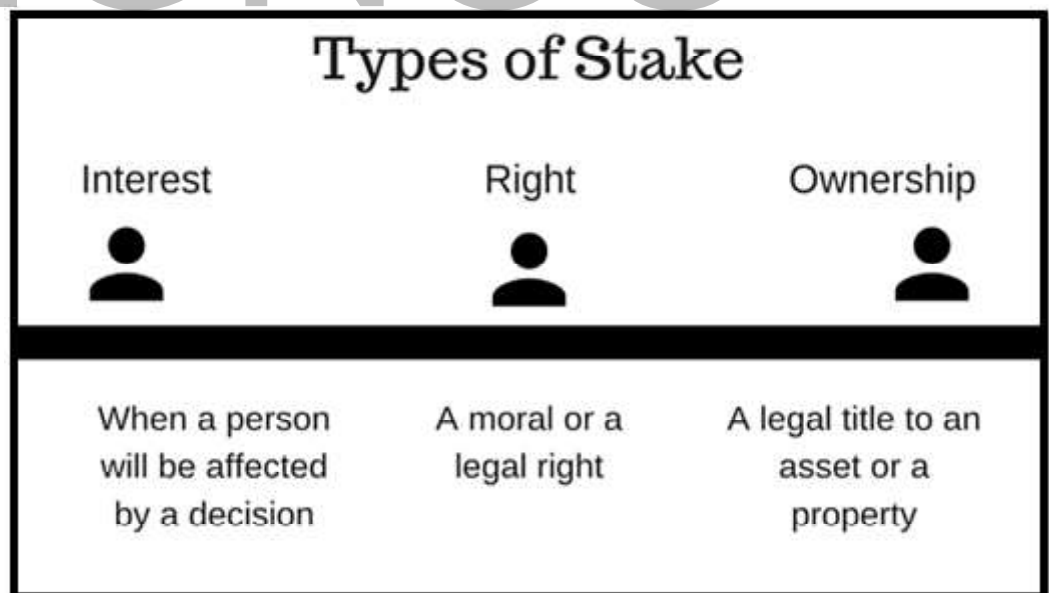 Types of Stake
Interest
Right
Ownership
When a person
will be affected
by a decision
A moral or a
legal right
A legal title to an
asset or a
property